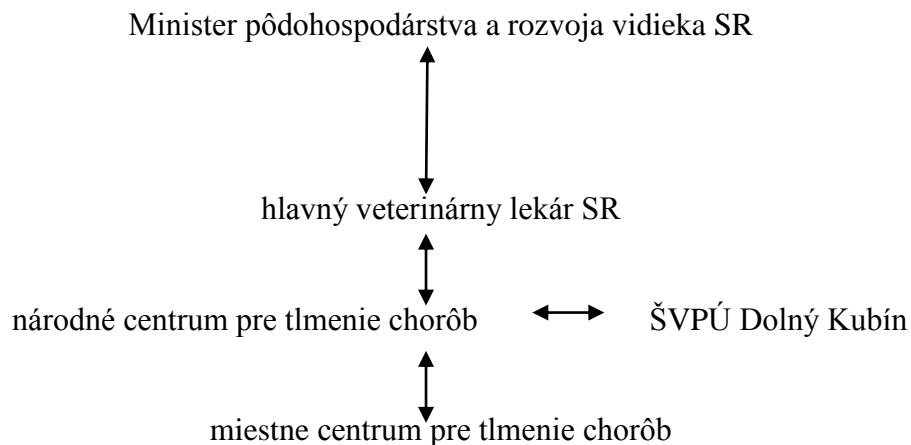 Minister pôdohospodárstva a rozvoja vidieka SR
hlavný veterinárny lekár SR
národné centrum pre tlmenie chorôb ŠVPÚ Dolný Kubín
miestne centrum pre tlmenie chorôb